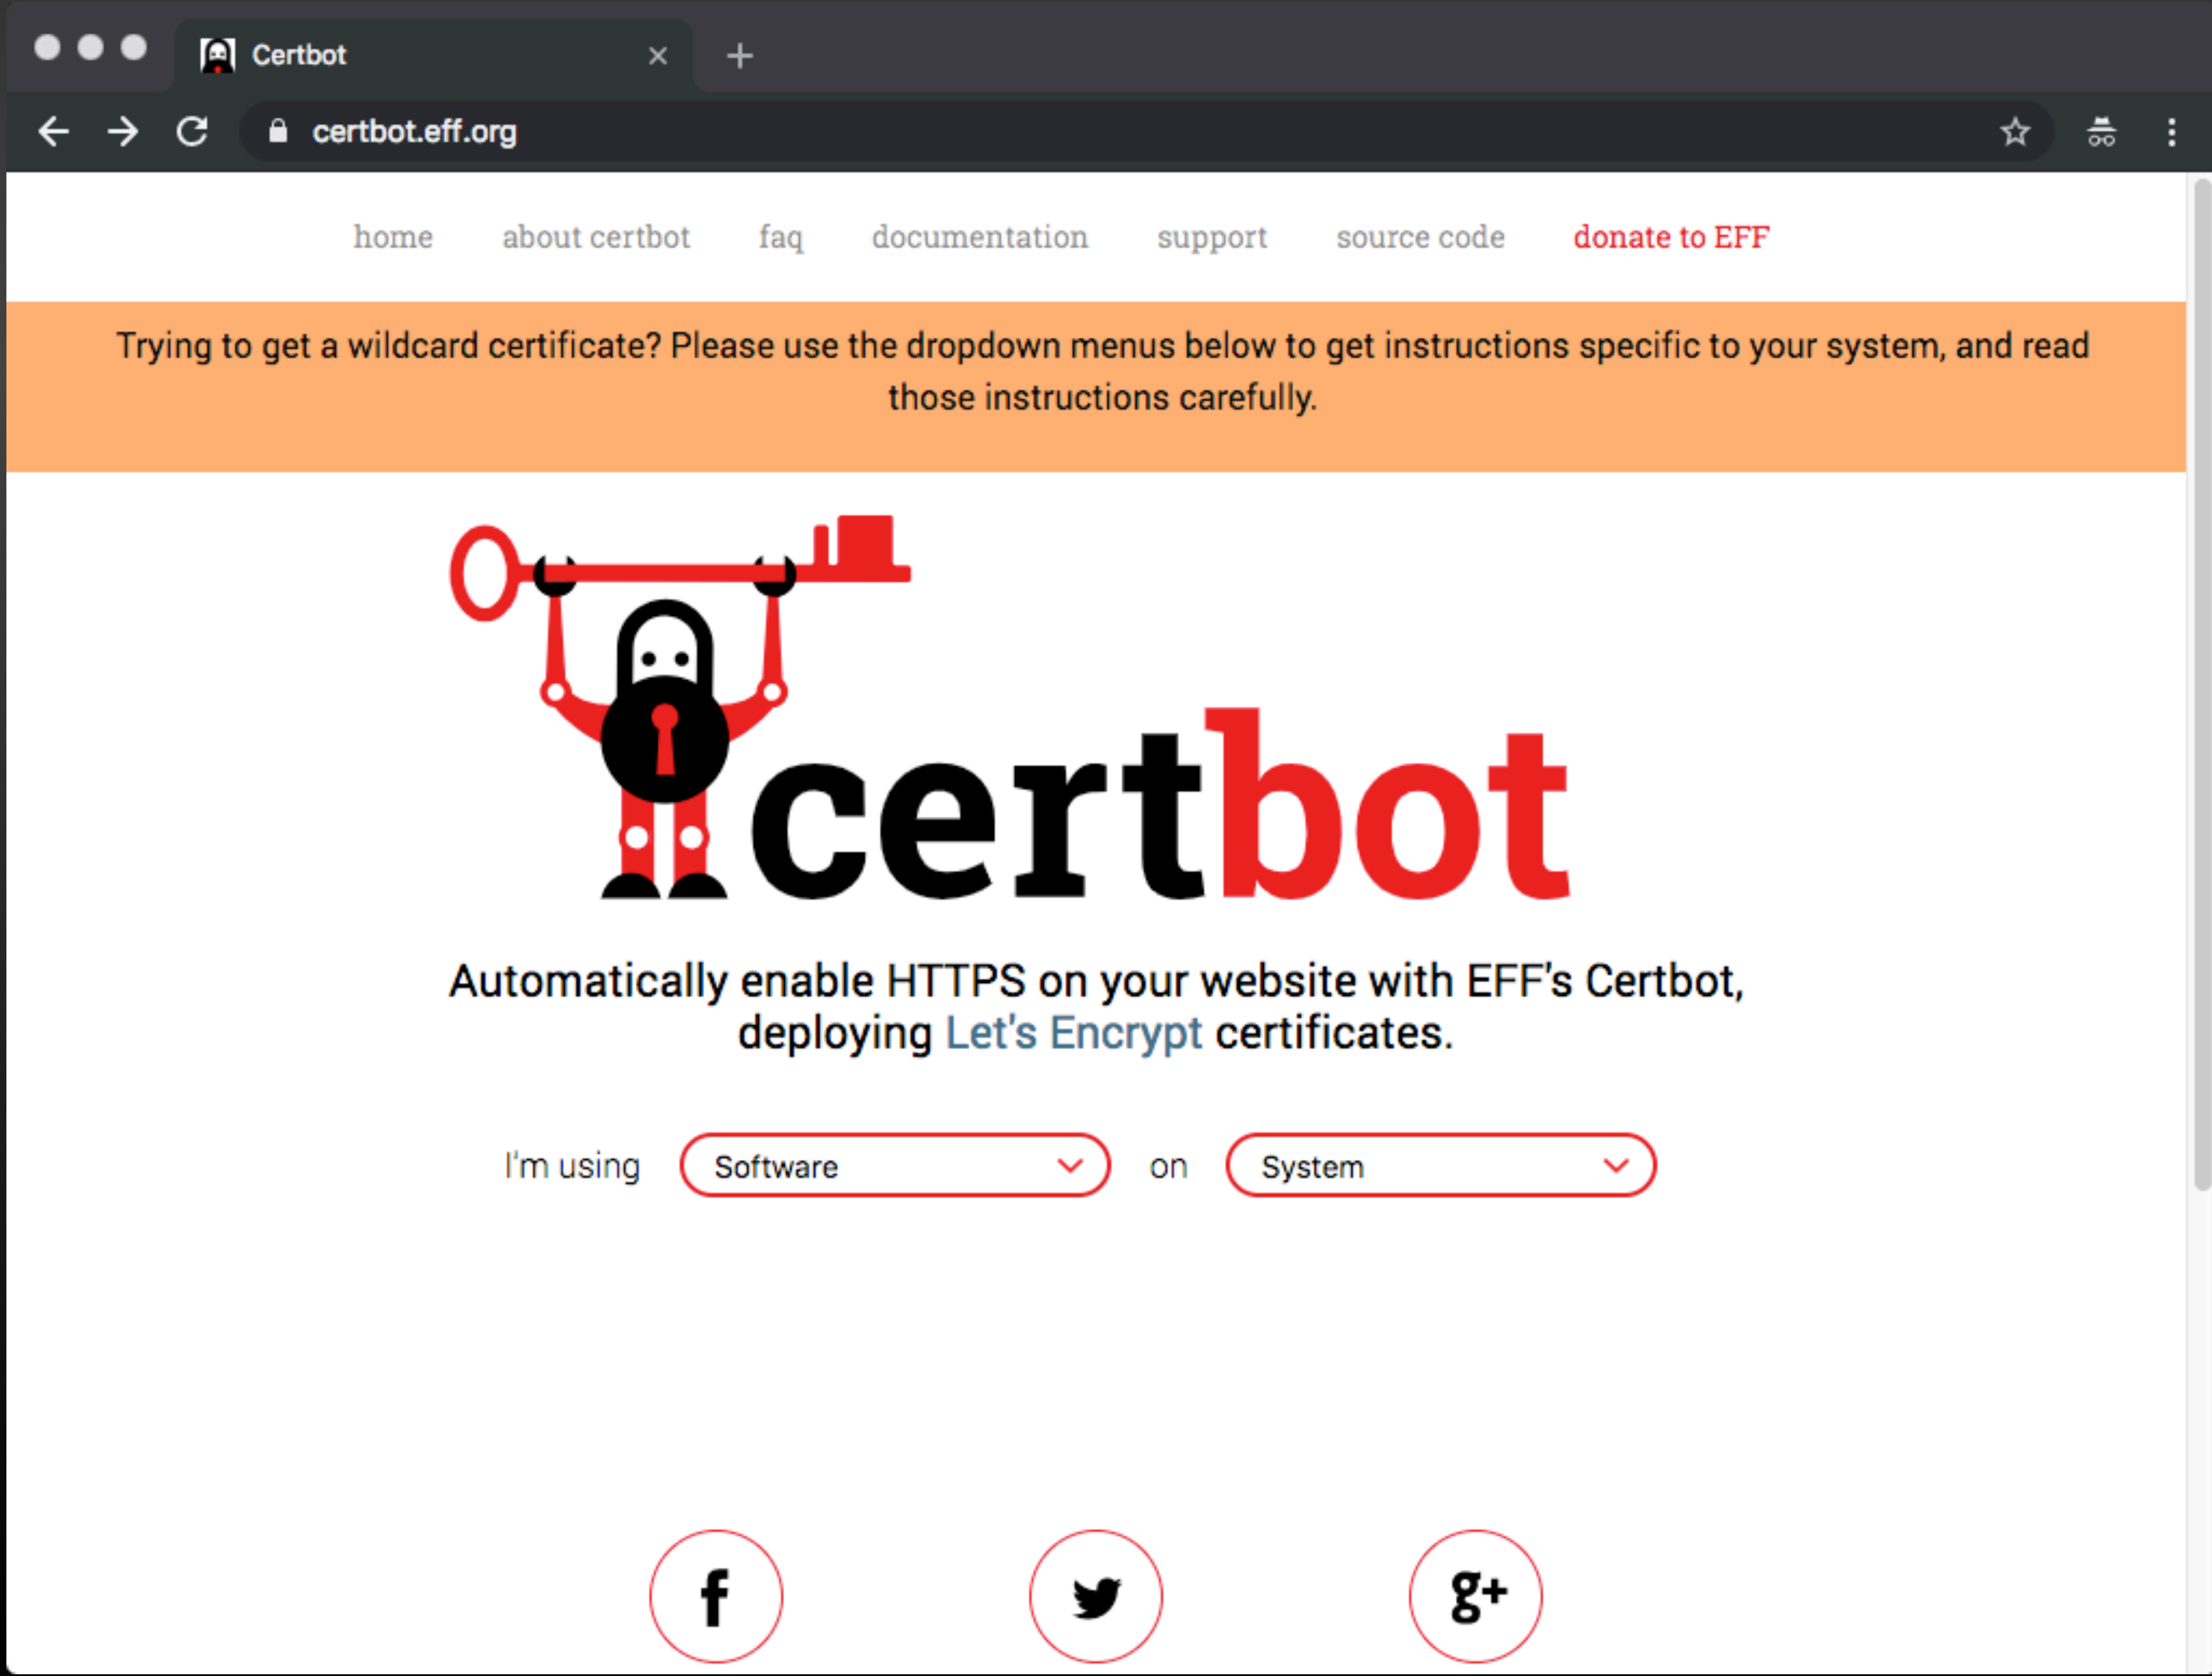 Certbot
certbot.eff.org
home about certbot faq documentation support source code donate to EFF
Trying to get a wildcard certificate? Please use the dropdown menus below to get instructions specific to your system, and read
those instructions carefully.
certbot
Automatically enable HTTPS on your website with EFF's Certbot,
deploying Let's Encrypt certificates.
I'm using Software on System
f g+